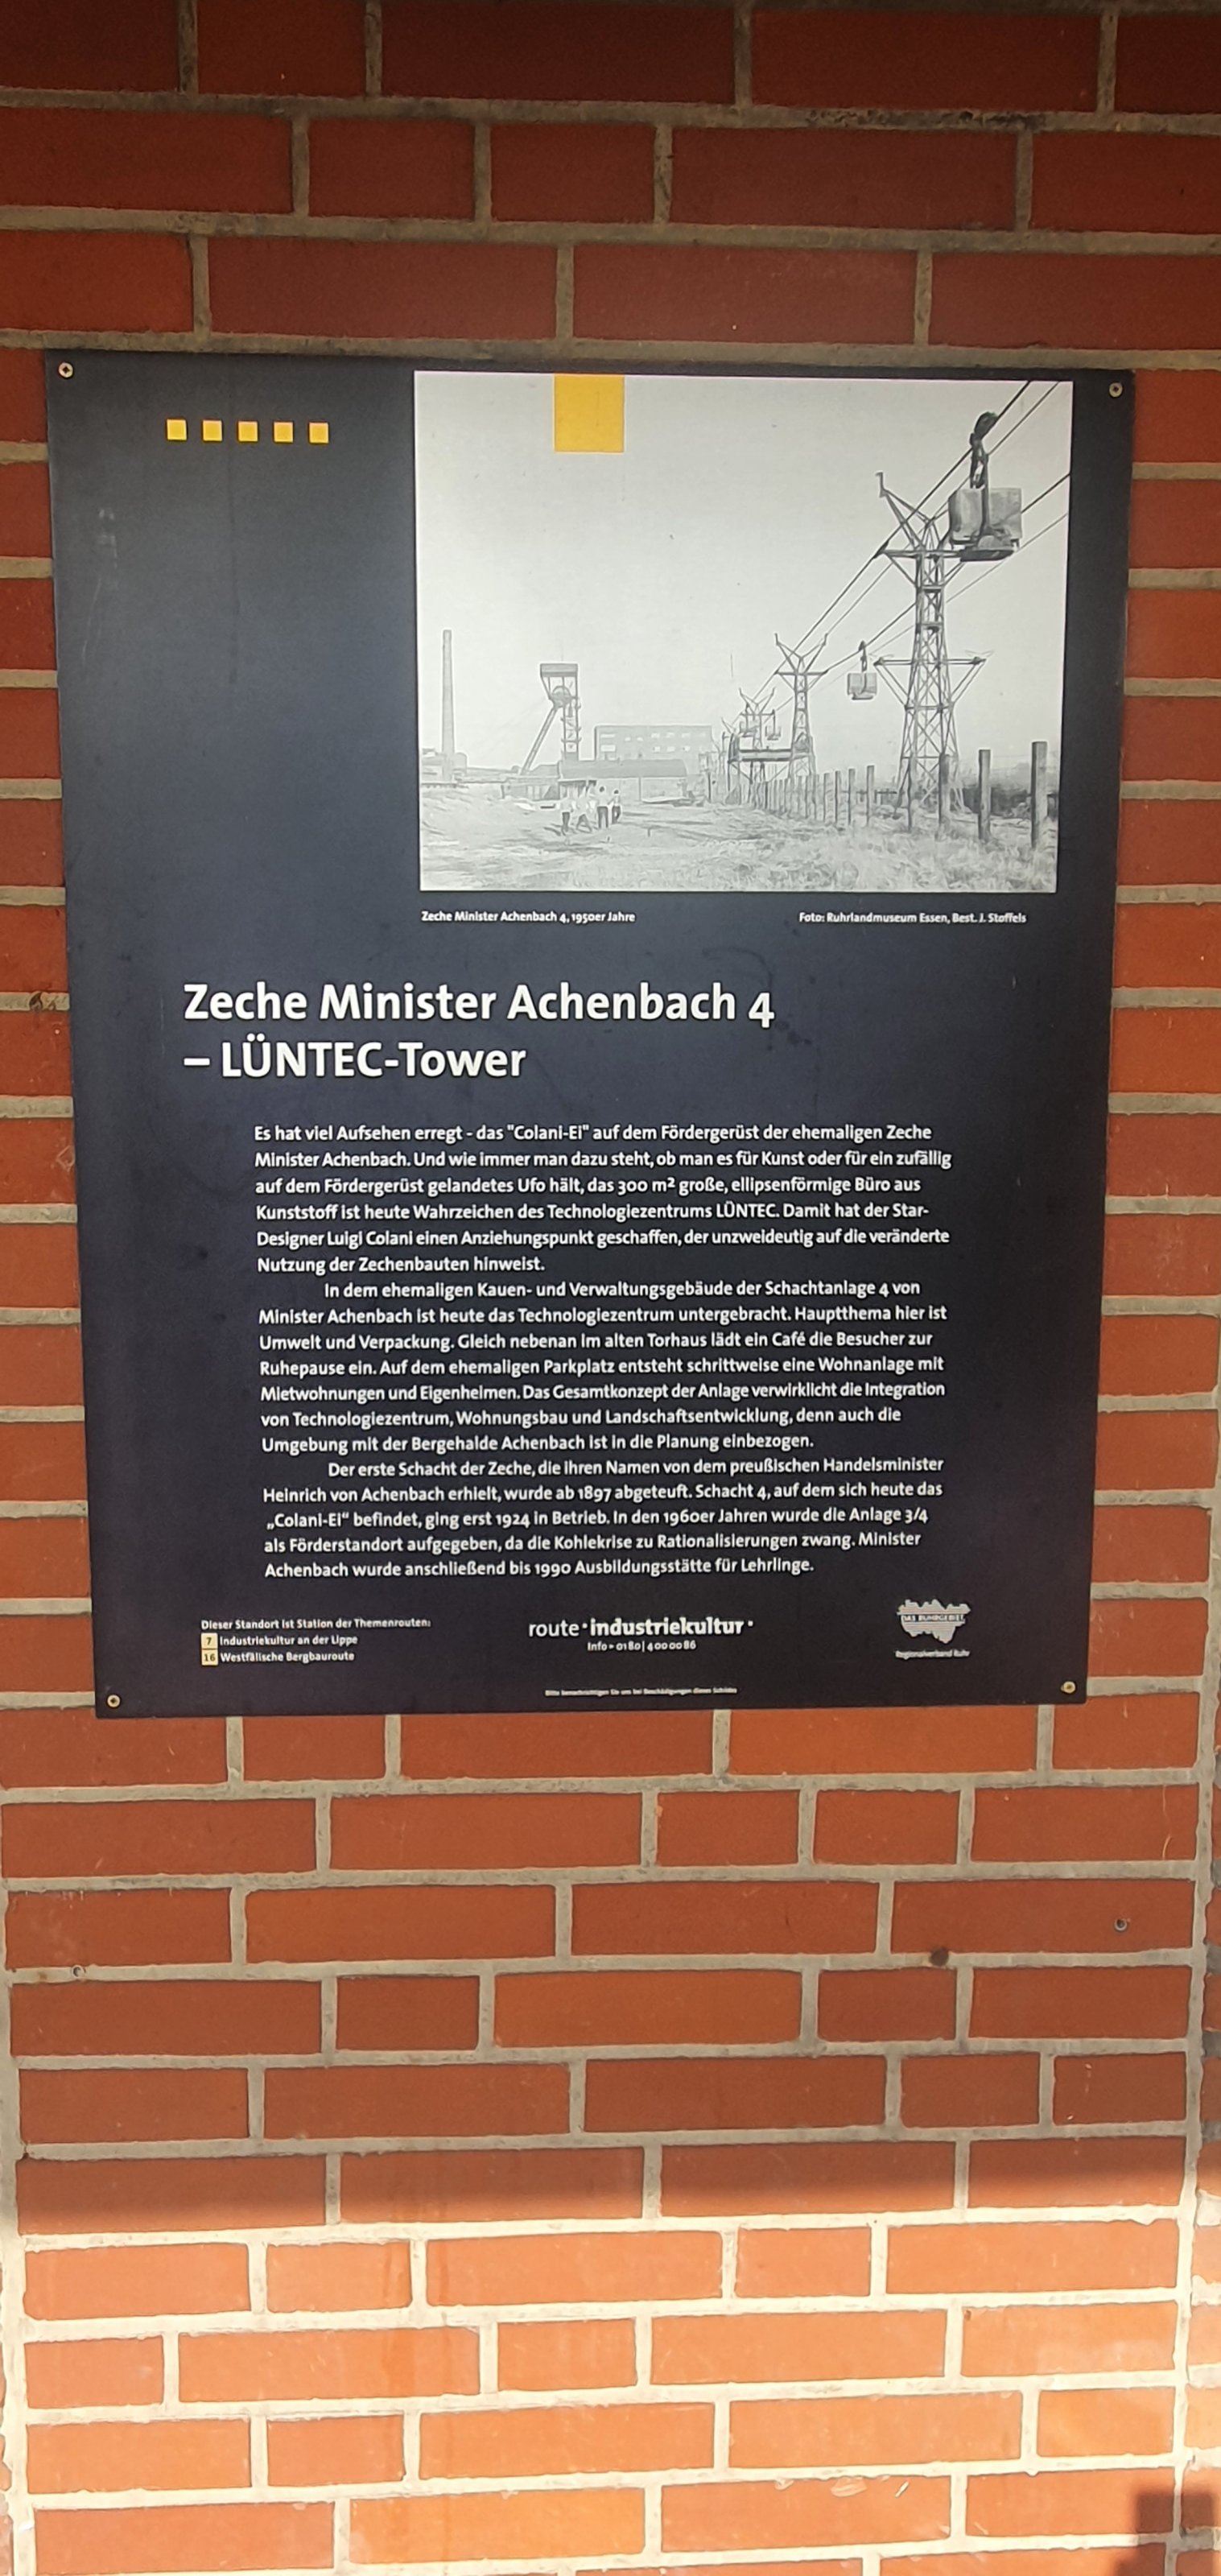 Zeche Minister Achenbach 4, 1950er Jahre
Foto: Ruhrlandmuseum Essen, Best. J. Stoffels
Zeche Minister Achenbach 4
– LÜNTEC-Tower
Es hat viel Aufsehen erregt - das "Colani-Ei" auf dem Fördergerüst der ehemaligen Zeche
Minister Achenbach. Und wie immer man dazu steht, ob man es für Kunst oder für ein zufällig
auf dem Fördergerüst gelandetes Ufo hält, das 300 m² große, ellipsenförmige Büro aus
Kunststoff ist heute Wahrzeichen des Technologiezentrums LÜNTEC. Damit hat der Star-
Designer Luigi Colani einen Anziehungspunkt geschaffen, der unzweideutig auf die veränderte
Nutzung der Zechenbauten hinweist.
In dem ehemaligen Kauen- und Verwaltungsgebäude der Schachtanlage 4 von
Minister Achenbach ist heute das Technologiezentrum untergebracht. Hauptthema hier ist
Umwelt und Verpackung. Gleich nebenan im alten Torhaus lädt ein Café die Besucher zur
Ruhepause ein. Auf dem ehemaligen Parkplatz entsteht schrittweise eine Wohnanlage mit
Mietwohnungen und Eigenheimen. Das Gesamtkonzept der Anlage verwirklicht die Integration
von Technologiezentrum, Wohnungsbau und Landschaftsentwicklung, denn auch die
Umgebung mit der Bergehalde Achenbach ist in die Planung einbezogen.
Der erste Schacht der Zeche, die ihren Namen von dem preußischen Handelsminister
Heinrich von Achenbach erhielt, wurde ab 1897 abgeteuft. Schacht 4, auf dem sich heute das
„Colani-Ei“ befindet, ging erst 1924 in Betrieb. In den 1960er Jahren wurde die Anlage 3/4
als Förderstandort aufgegeben, da die Kohlekrise zu Rationalisierungen zwang. Minister
Achenbach wurde anschließend bis 1990 Ausbildungsstätte für Lehrlinge.
Dieser Standort ist Station der Themenrouten:
7 Industriekultur an der Lippe
16 Westfälische Bergbauroute
route • industriekultur •
Info ▸ 0180 | 4 00 00 86
DAS RUHRGEBIET
Regionalverband Ruhr
Bitte benachrichtigen Sie uns bei Beschädigungen dieses Schildes